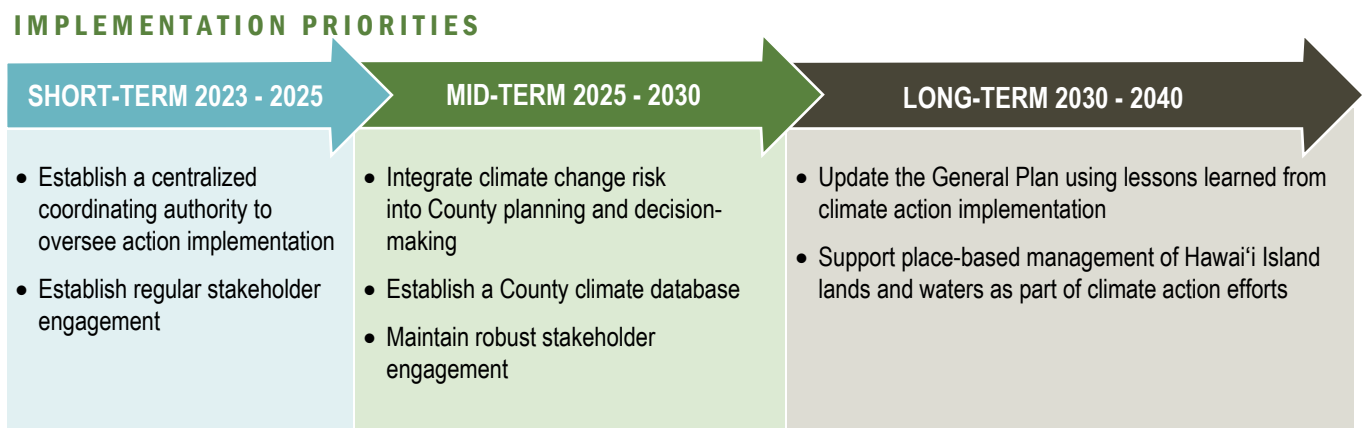 IMPLEMENTATION PRIORITIES
SHORT-TERM 2023 - 2025
• Establish a centralized
coordinating authority to
oversee action implementation
• Establish regular stakeholder
engagement
MID-TERM 2025 - 2030
• Integrate climate change risk
into County planning and decision-
making
• Establish a County climate database
• Maintain robust stakeholder
engagement
LONG-TERM 2030 - 2040
• Update the General Plan using lessons learned from
climate action implementation
• Support place-based management of Hawaiʻi Island
lands and waters as part of climate action efforts